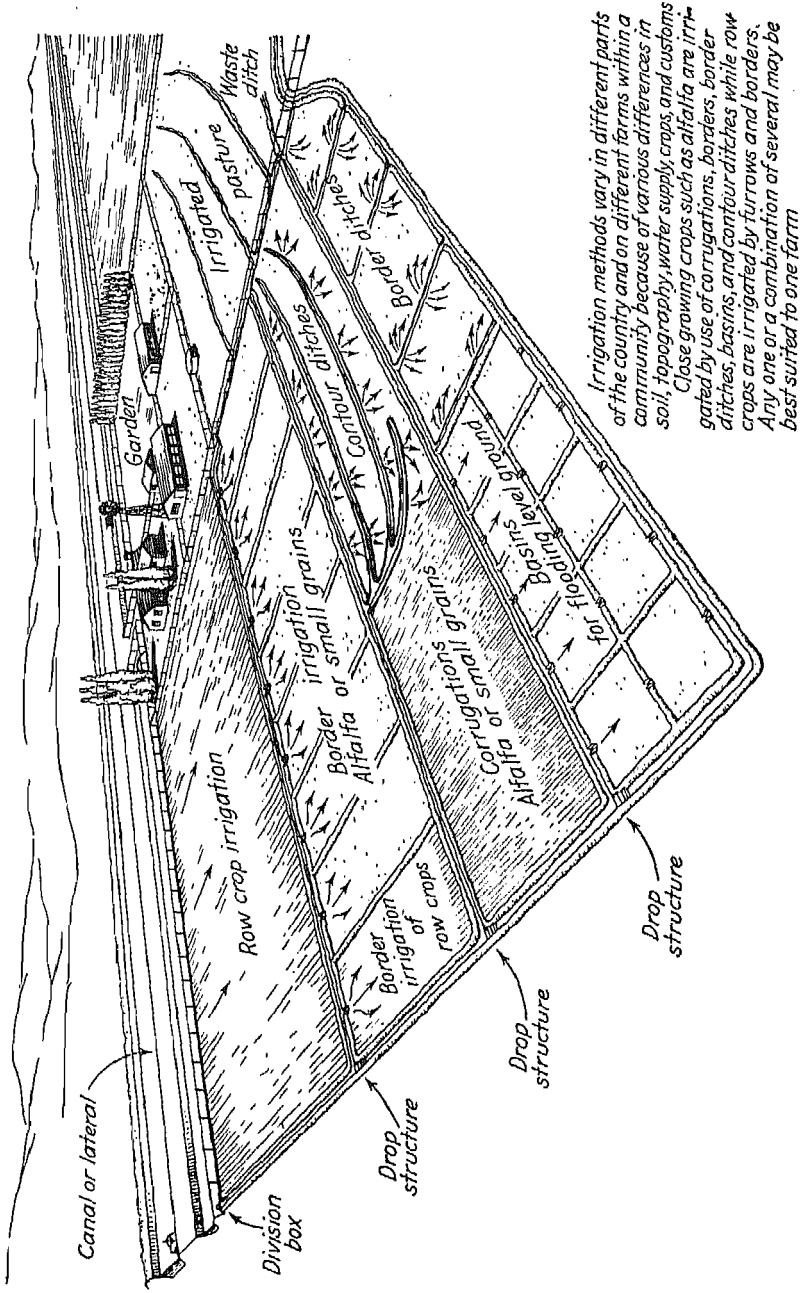 Canal or lateral
Division
box
Drop
structure
Drop
structure
Drop
structure
Row crop irrigation
Garden
Irrigated
pasture
Waste
ditch
Border irrigation
Alfalfa or small grains
Border
irrigation
of
row crops
Contour ditches
Border ditches
Corrugations
Alfalfa or small grains
Basins
for flooding level ground
Irrigation methods vary in different parts
of the country and on different farms within a
community because of various differences in
soil, topography, water supply, crops, and customs
Close growing crops such as alfalfa are irri-
gated by use of corrugations, borders, border
ditches, basins, and contour ditches while row
crops are irrigated by furrows and borders.
Any one or a combination of several may be
best suited to one farm